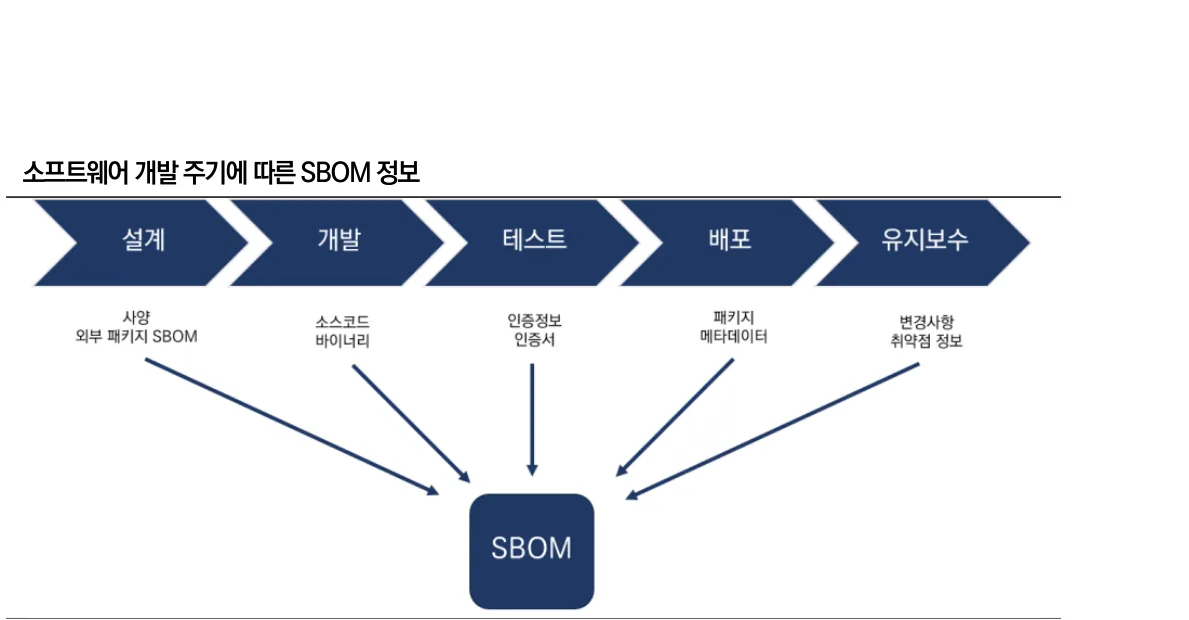 소프트웨어 개발 주기에 따른 SBOM 정보
설계
개발
테스트
배포
유지보수
사양
외부 패키지 SBOM
소스코드
바이너리
인증정보
인증서
패키지
메타데이터
변경사항
취약점 정보
SBOM